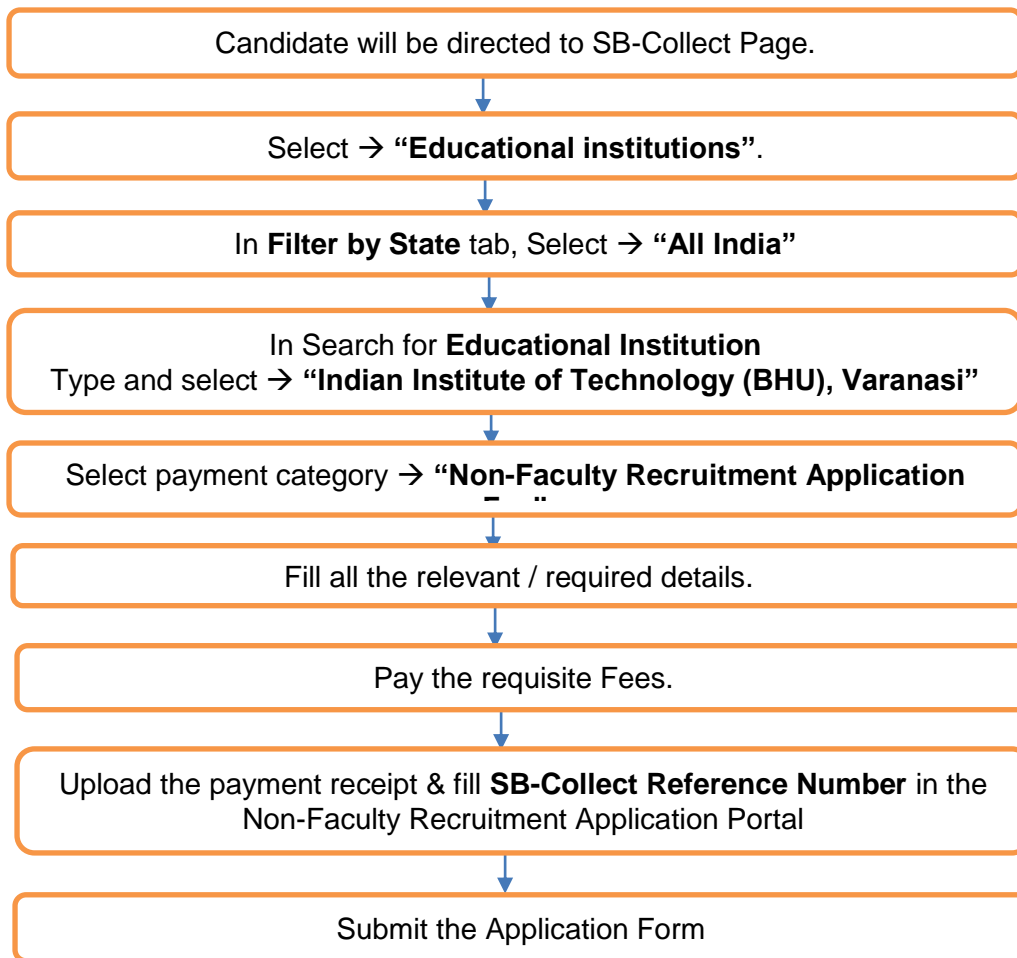 Candidate will be directed to SB-Collect Page.
Select → “Educational institutions”.
In Filter by State tab, Select → “All India”
In Search for Educational Institution
Type and select → “Indian Institute of Technology (BHU), Varanasi”
Select payment category → “Non-Faculty Recruitment Application
Fill all the relevant / required details.
Pay the requisite Fees.
Upload the payment receipt & fill SB-Collect Reference Number in the
Non-Faculty Recruitment Application Portal
Submit the Application Form